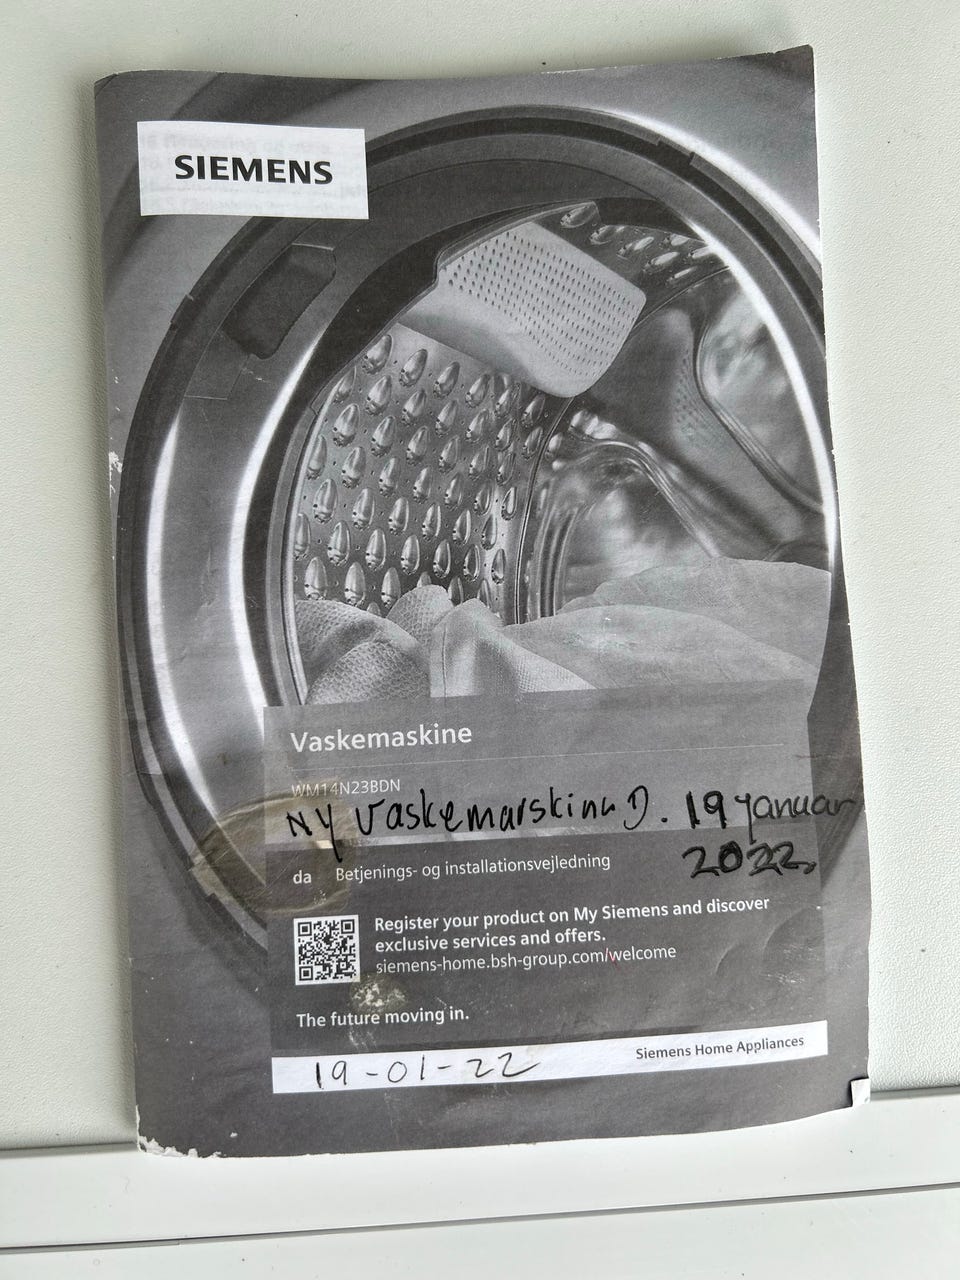 SIEMENS
Vaskemaskine
WM14N23BDN
NY vaskemarskinu D. 19 yanuar
2022
da Betjenings- og installationsvejledning
Register your product on My Siemens and discover
exclusive services and offers.
siemens-home.bsh-group.com/welcome
The future moving in.
Siemens Home Appliances
19-01-22